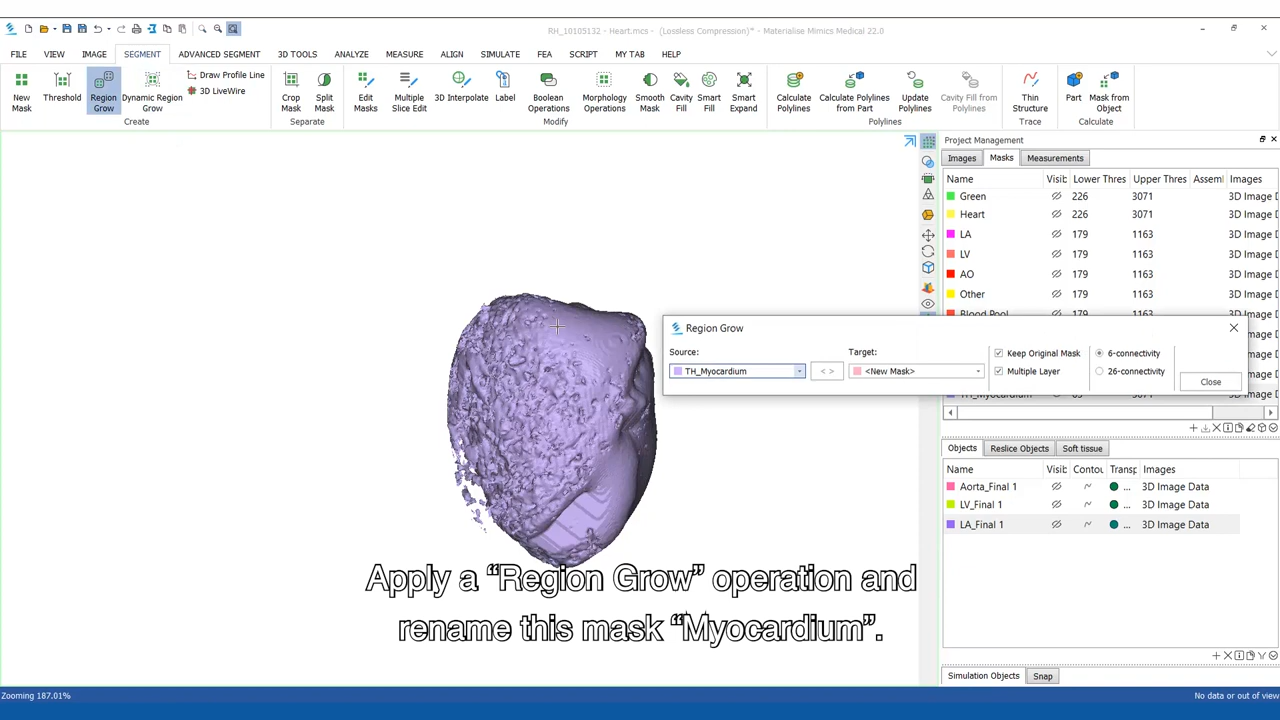 RH_10105132 - Heart.mcs - (Lossless Compression)* - Materialise Mimics Medical 22.0
FILE VIEW IMAGE SEGMENT ADVANCED SEGMENT 3D TOOLS ANALYZE MEASURE ALIGN SIMULATE FEA SCRIPT MY TAB HELP
New Mask
Threshold
Region Grow
Dynamic Region Grow
Draw Profile Line
3D LiveWire
Create
Crop Mask
Split Mask
Separate
Edit Masks
Multiple Slice Edit
3D Interpolate
Label
Boolean Operations
Morphology Operations
Smooth Mask
Cavity Fill
Smart Fill
Smart Expand
Modify
Calculate Polylines
Calculate Polylines from Part
Update Polylines
Cavity Fill from Polylines
Polylines
Thin Structure
Trace
Part
Mask from Object
Calculate
Project Management
Images Masks Measurements
Name Visib Lower Thres Upper Thres Assem Images
Green 226 3071 3D Image D
Heart 226 3071 3D Image D
LA 179 1163 3D Image D
LV 179 1163 3D Image D
AO 179 1163 3D Image D
Other 179 1163 3D Image D
Region Grow
Source:
TH_Myocardium
< >
Target:
<New Mask>
Keep Original Mask
Multiple Layer
6-connectivity
26-connectivity
Close
Objects Reslice Objects Soft tissue
Name Visib Contou Transp Images
Aorta_Final 1 ... 3D Image Data
LV_Final 1 ... 3D Image Data
LA_Final 1 ... 3D Image Data
Apply a “Region Grow” operation and
rename this mask “Myocardium”.
Simulation Objects Snap
Zooming 187.01%
No data or out of view